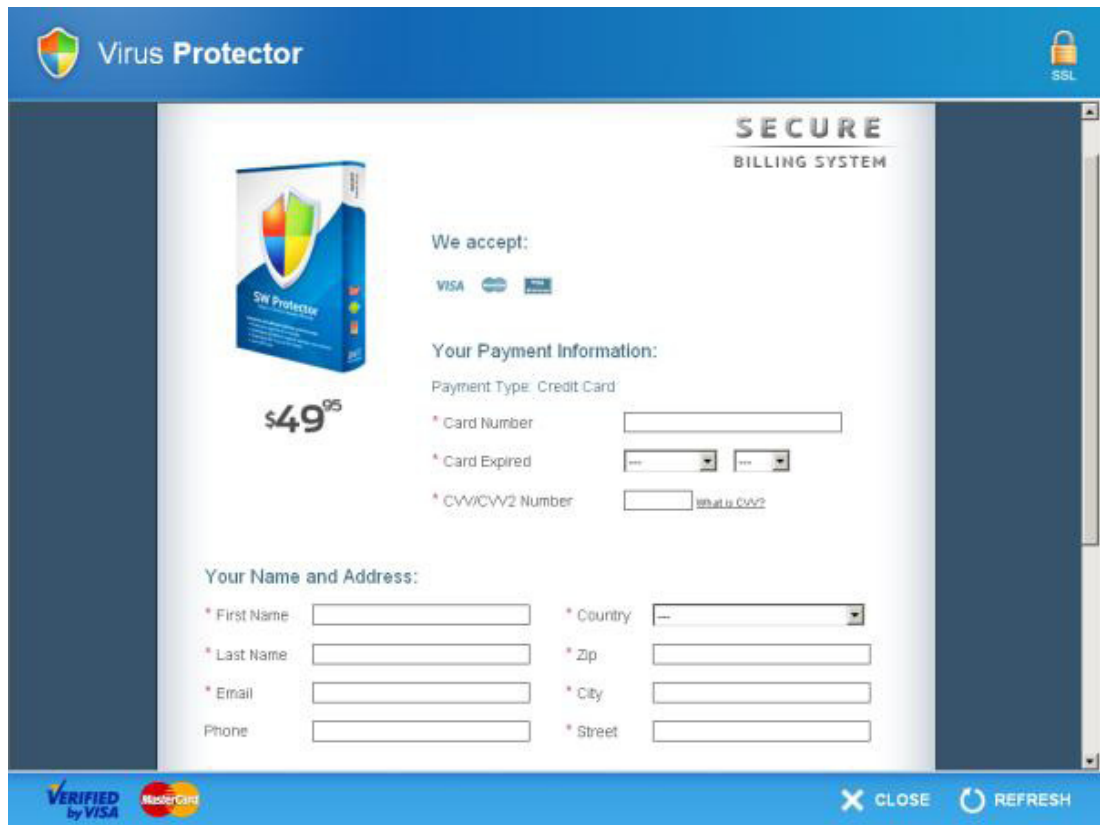 Virus Protector
SSL
SECURE
BILLING SYSTEM
SW Protector
$49.95
We accept:
VISA
Your Payment Information:
Payment Type: Credit Card
* Card Number
* Card Expired
---
---
* CVV/CVV2 Number
What is CVV?
Your Name and Address:
* First Name
* Country
---
* Last Name
* Zip
* Email
* City
Phone
* Street
VERIFIED
by VISA
MasterCard
CLOSE
REFRESH